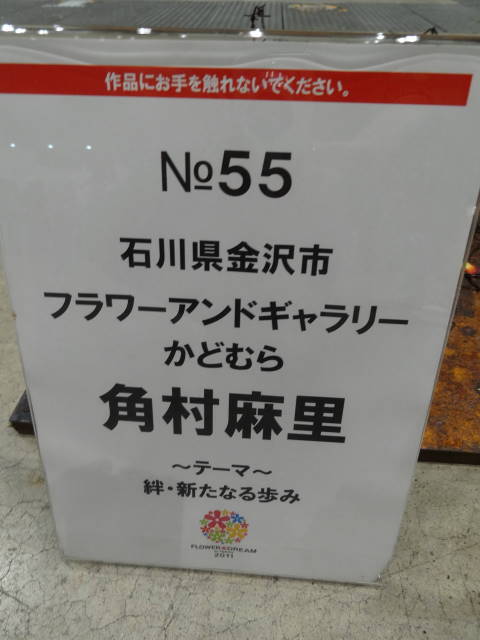 作品にお手を触れないでください。
№55
石川県金沢市
フラワーアンドギャラリー
かどむら
角村麻里
～テーマ～
絆・新たなる歩み
FLOWER DREAM
2011